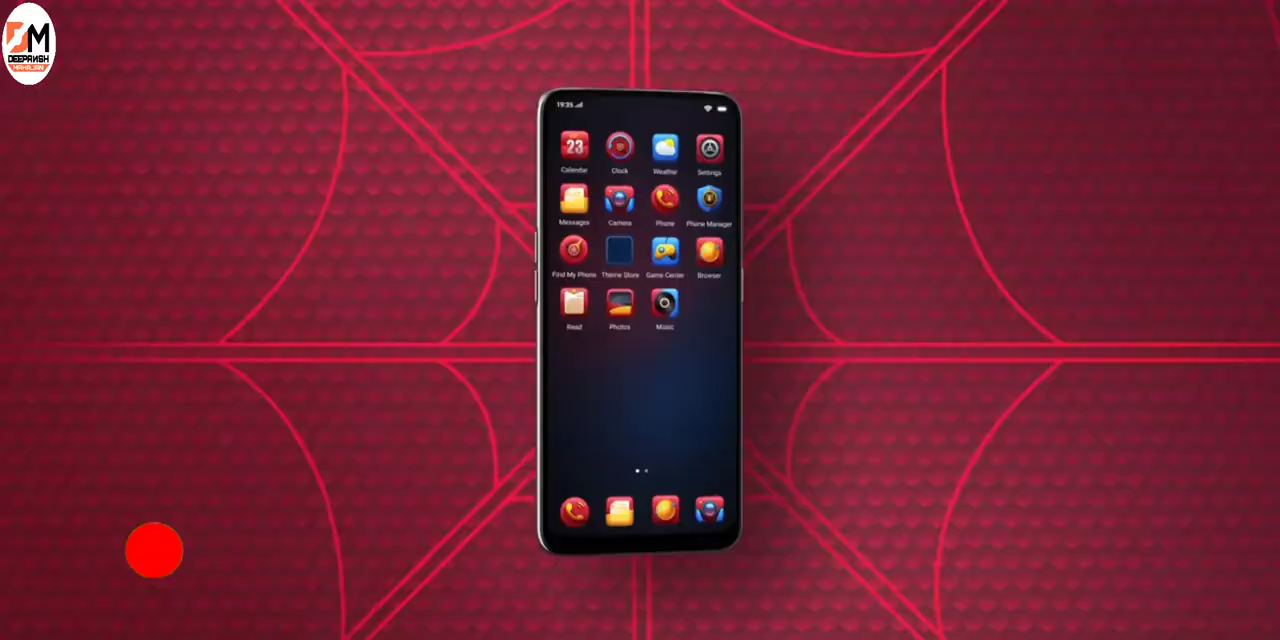 DM
DEEPANSH
MAHAJAN
19:35
23
Calendar Clock Weather Settings
Messages Camera Phone Phone Manager
Find My Phone Theme Store Game Center Browser
Read Photos Music